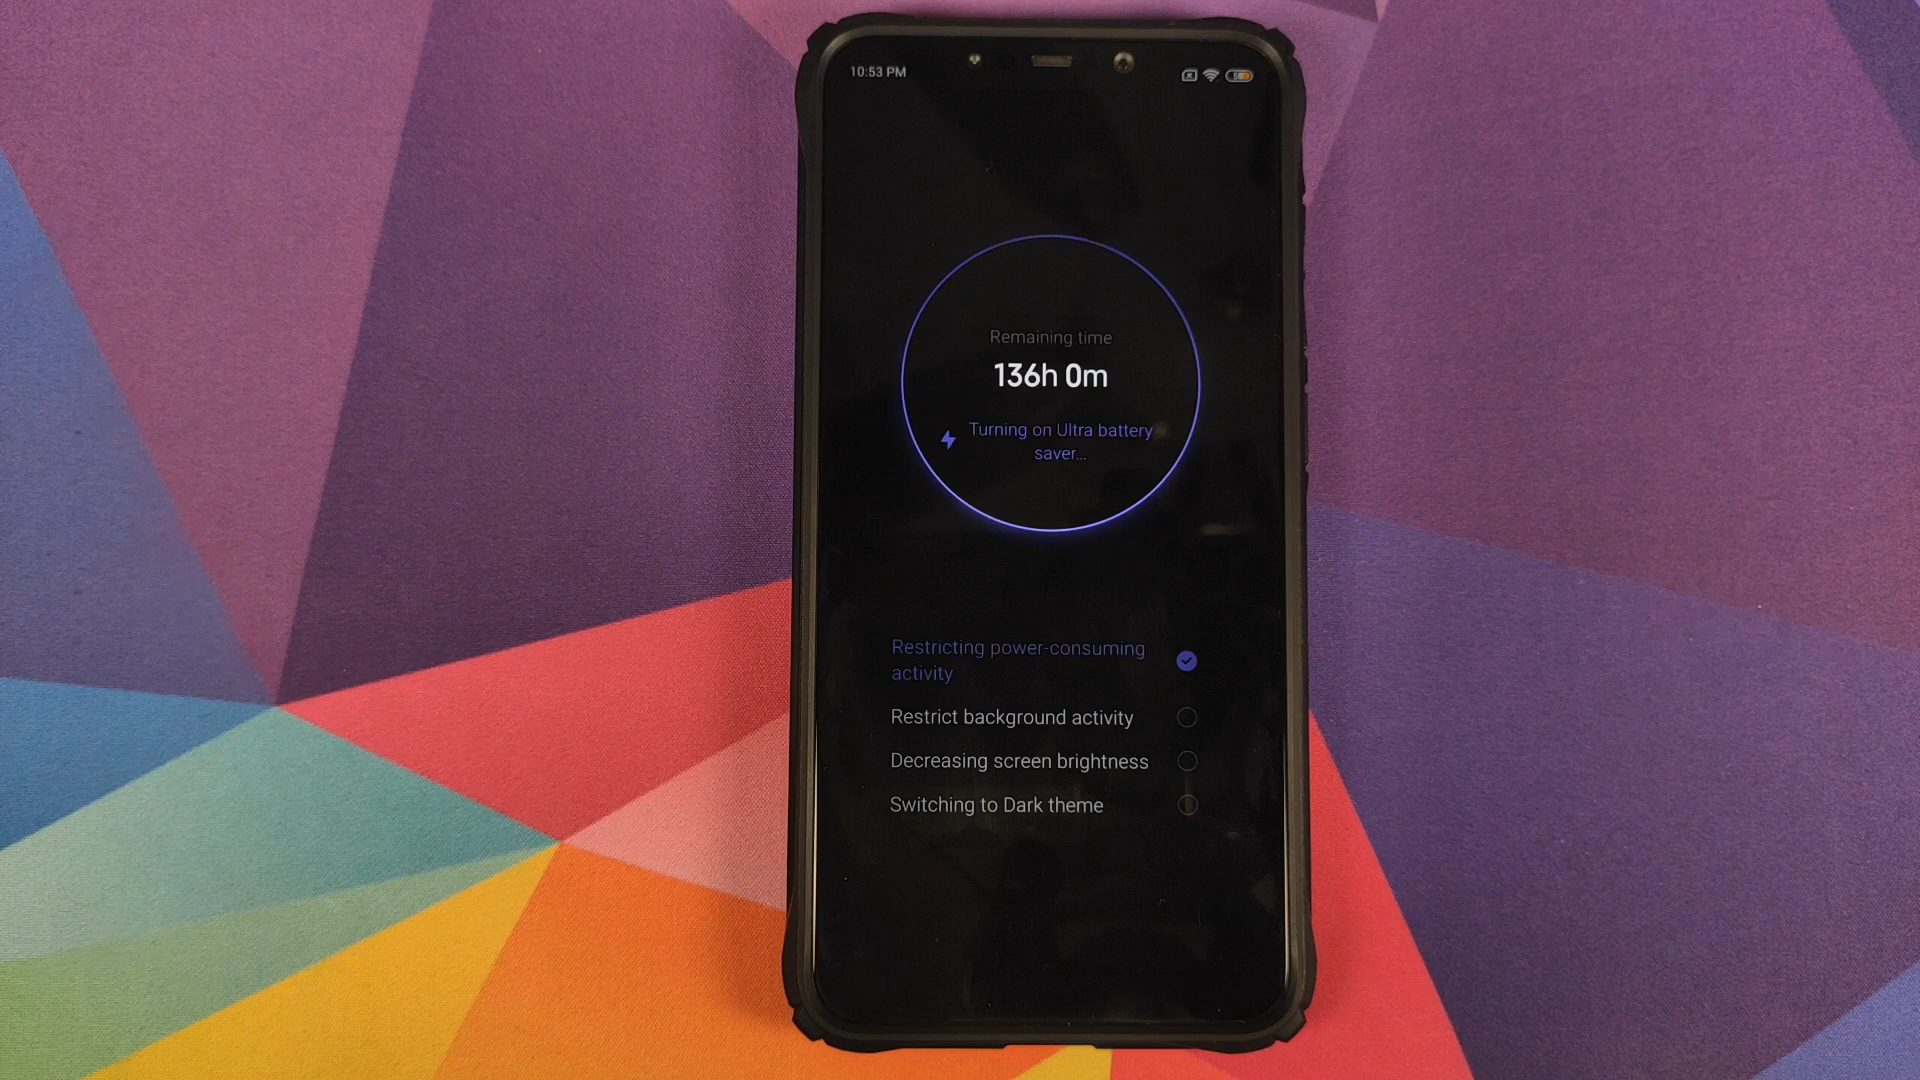 10:53 PM
Remaining time
136h 0m
Turning on Ultra battery
saver...
Restricting power-consuming
activity
Restrict background activity
Decreasing screen brightness
Switching to Dark theme